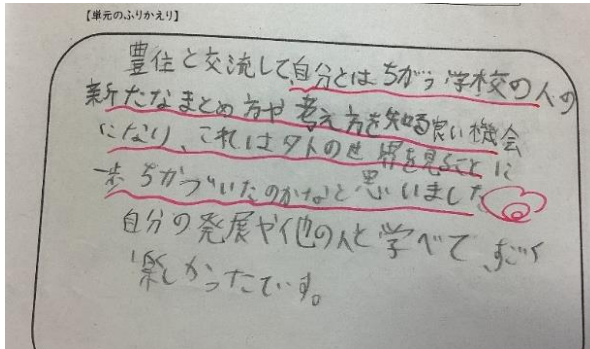 【単元のふりかえり】
豊住と交流して、自分とはちがう学校の人の
新たなまとめ方や考え方を知る良い機会
になり、これは外の世界を見ることに
一歩ちかづいたのかなと思いました。
自分の発展や他の人と学べて、すごく
楽しかったです。